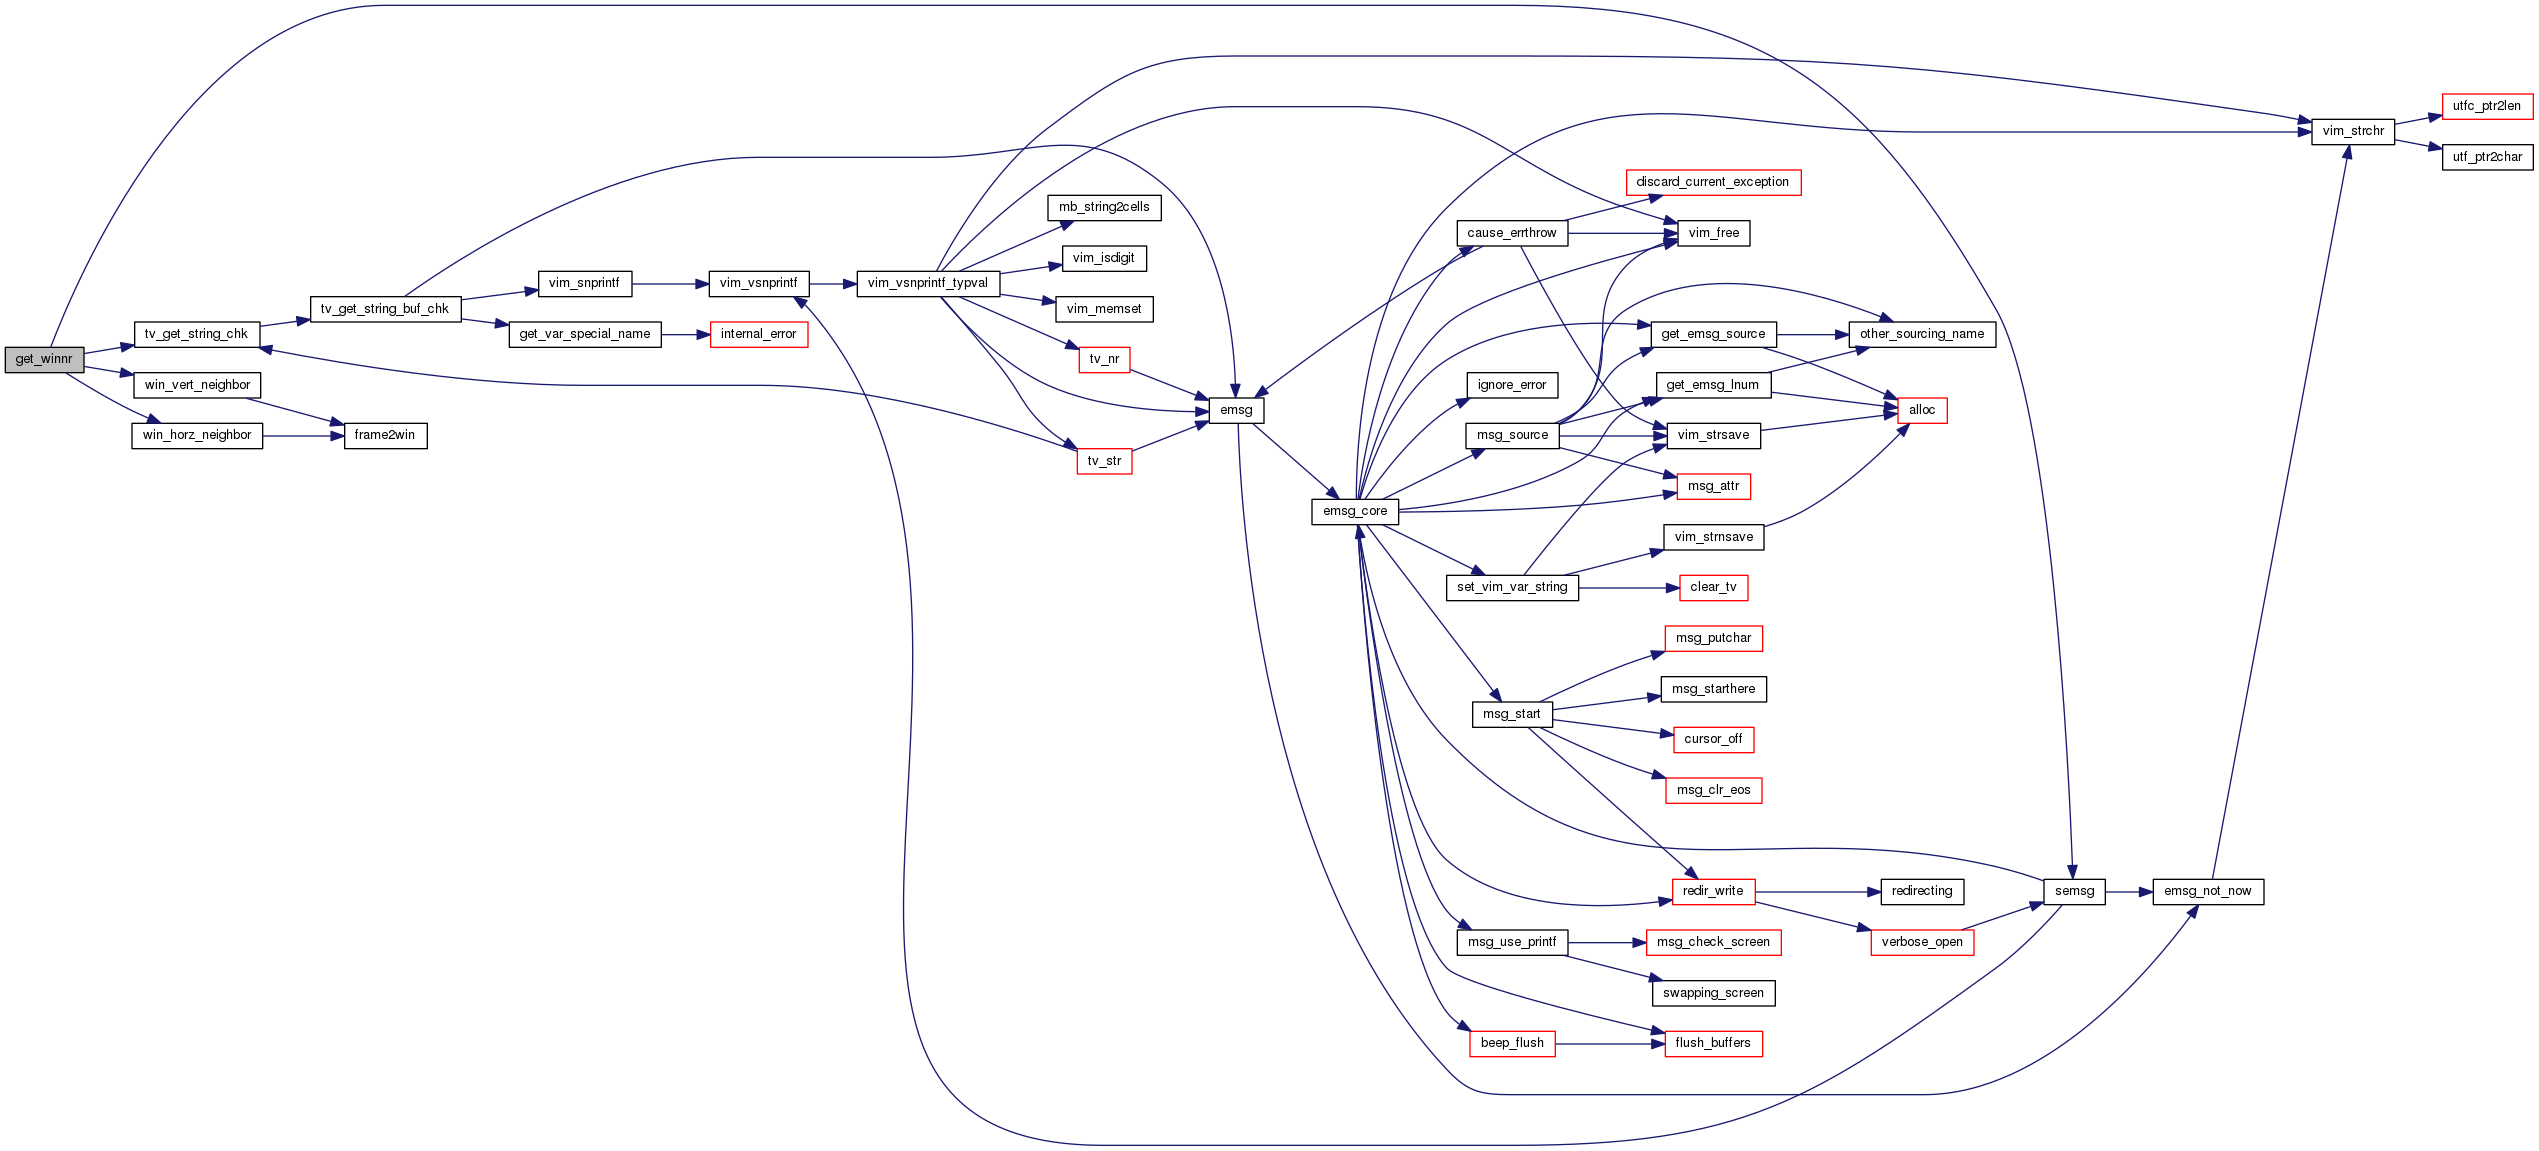 get_winnr
tv_get_string_chk
win_vert_neighbor
win_horz_neighbor
tv_get_string_buf_chk
frame2win
vim_snprintf
get_var_special_name
vim_vsnprintf
internal_error
vim_vsnprintf_typval
mb_string2cells
vim_isdigit
vim_memset
tv_nr
tv_str
emsg
emsg_core
cause_errthrow
ignore_error
msg_source
set_vim_var_string
msg_start
msg_use_printf
beep_flush
discard_current_exception
vim_free
get_emsg_source
get_emsg_lnum
vim_strsave
msg_attr
vim_strnsave
clear_tv
msg_putchar
msg_starthere
cursor_off
msg_clr_eos
redir_write
msg_check_screen
swapping_screen
flush_buffers
other_sourcing_name
alloc
redirecting
verbose_open
semsg
emsg_not_now
vim_strchr
utfc_ptr2len
utf_ptr2char